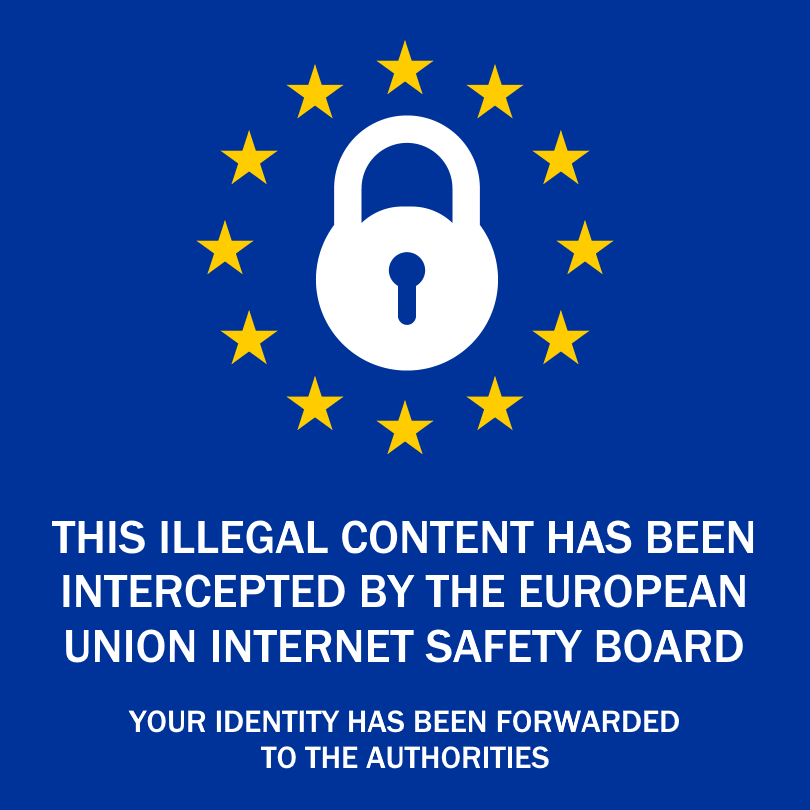 THIS ILLEGAL CONTENT HAS BEEN
INTERCEPTED BY THE EUROPEAN
UNION INTERNET SAFETY BOARD
YOUR IDENTITY HAS BEEN FORWARDED
TO THE AUTHORITIES